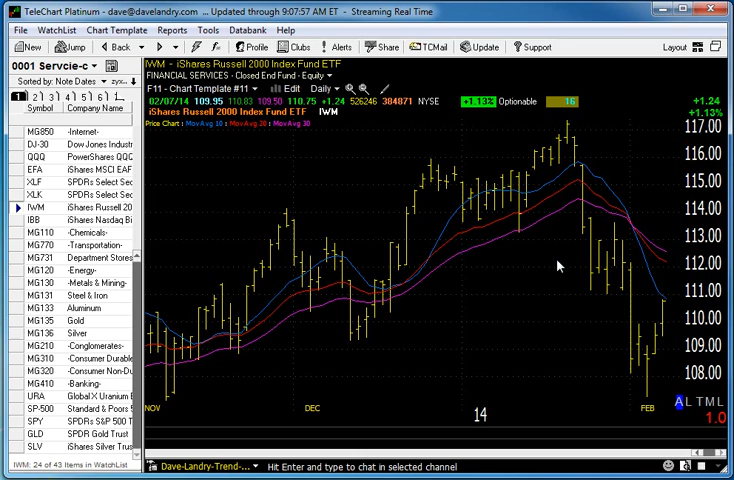 TeleChart Platinum - dave@davelandry.com ... Updated through 9:07:57 AM ET - Streaming Real Time
File WatchList Chart Template Reports Tools Databank Help
New Jump Back Profile Clubs Alerts Share TCMail Update Support Layout
0001 Servcie-c
Sorted by: Note Dates zyx...
1 2 3 4 5 6
Symbol Company Name
MG850 -Internet-
DJ-30 Dow Jones Industr
QQQ PowerShares QQ
EFA iShares MSCI EAF
XLF SPDRs Select Sec
XLK SPDRs Select Sec
IWM iShares Russell 20
IBB iShares Nasdaq Bi
MG110 -Chemicals-
MG770 -Transportation-
MG731 Department Stores
MG120 -Energy-
MG130 -Metals & Mining-
MG131 Steel & Iron
MG133 Aluminum
MG135 Gold
MG136 Silver
MG210 -Conglomerates-
MG310 -Consumer Durable
MG320 -Consumer Non-Du
MG410 -Banking-
URA Global X Uranium E
SP-500 Standard & Poors 5
SPY SPDRs S&P 500 Tr
GLD SPDR Gold Trust
SLV iShares Silver Trus
IWM: 24 of 43 Items in WatchList
IWM - iShares Russell 2000 Index Fund ETF
FINANCIAL SERVICES - Closed End Fund - Equity
F11 - Chart Template #11 Edit Daily
02/07/14 109.95 110.83 109.50 110.75 +1.24 526246 384871 NYSE +1.13% Optionable 16 +1.24
+1.13%
iShares Russell 2000 Index Fund ETF IWM
Price Chart : MovAvg 10 : MovAvg 20 : MovAvg 30
117.00
116.00
115.00
114.00
113.00
112.00
111.00
110.00
109.00
108.00
NOV DEC 14 FEB
A L T M L
1.0
Dave-Landry-Trend-... Hit Enter and type to chat in selected channel